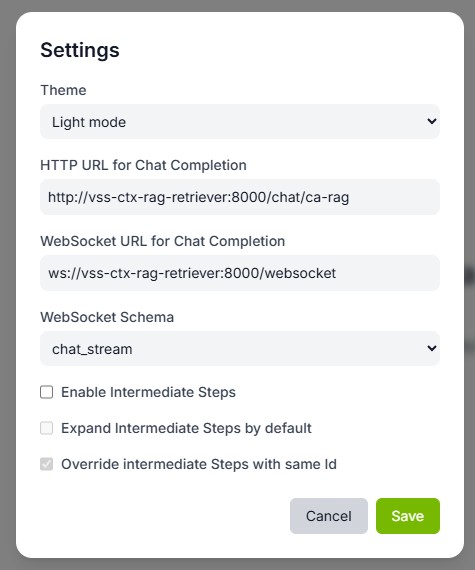 Settings
Theme
Light mode
HTTP URL for Chat Completion
http://vss-ctx-rag-retriever:8000/chat/ca-rag
WebSocket URL for Chat Completion
ws://vss-ctx-rag-retriever:8000/websocket
WebSocket Schema
chat_stream
Enable Intermediate Steps
Expand Intermediate Steps by default
Override intermediate Steps with same Id
Cancel Save